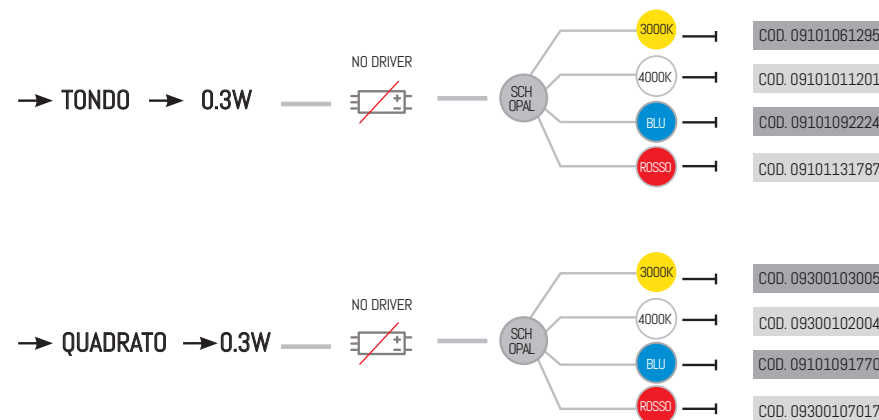 NO DRIVER
TONDO
0.3W
SCH
OPAL
3000K
COD. 09101061295
4000K
COD. 09101011201
BLU
COD. 09101092224
ROSSO
COD. 09101131787
NO DRIVER
QUADRATO
0.3W
SCH
OPAL
3000K
COD. 09300103005
4000K
COD. 09300102004
BLU
COD. 09101091770
ROSSO
COD. 09300107017